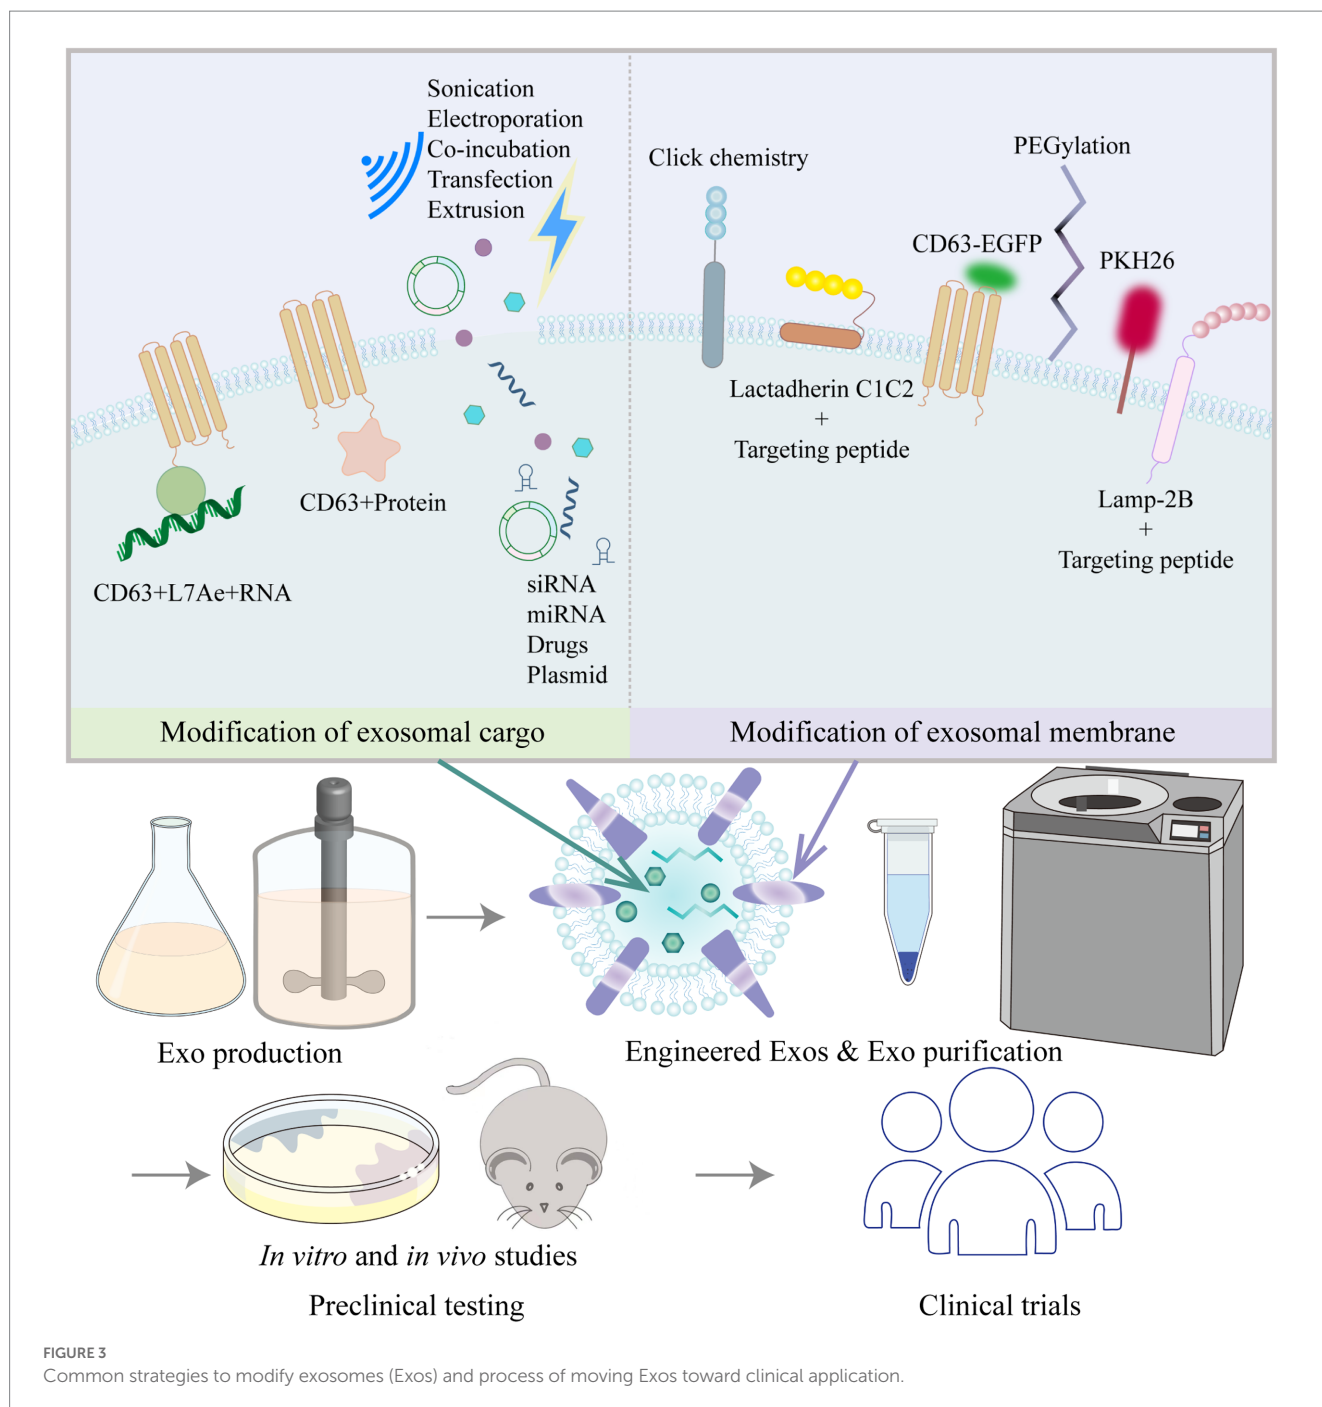 Sonication
Electroporation
Co-incubation
Transfection
Extrusion
CD63+L7Ae+RNA
CD63+Protein
siRNA
miRNA
Drugs
Plasmid
Click chemistry
Lactadherin C1C2
+
Targeting peptide
CD63-EGFP
PEGylation
PKH26
Lamp-2B
+
Targeting peptide
Modification of exosomal cargo
Modification of exosomal membrane
Exo production
Engineered Exos & Exo purification
In vitro and in vivo studies
Preclinical testing
Clinical trials
FIGURE 3
Common strategies to modify exosomes (Exos) and process of moving Exos toward clinical application.